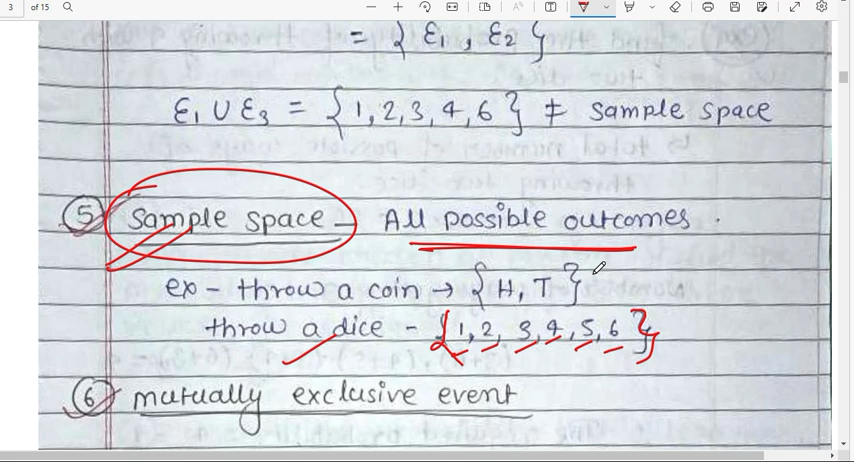 3 of 15
= { E1, E2 }
E1 ∪ E3 = { 1, 2, 3, 4, 6 } ≠ Sample space
5 Sample space - All possible outcomes.
ex - throw a coin → { H, T }
throw a dice - { 1, 2, 3, 4, 5, 6 }
6 mutually exclusive event